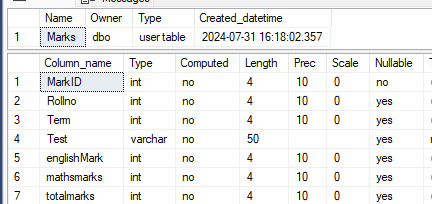 Messages
Name Owner Type Created_datetime
1 Marks dbo user table 2024-07-31 16:18:02.357
Column_name Type Computed Length Prec Scale Nullable T
1 MarkID int no 4 10 0 no
2 Rollno int no 4 10 0 yes
3 Term int no 4 10 0 yes
4 Test varchar no 50 yes
5 englishMark int no 4 10 0 yes
6 mathsmarks int no 4 10 0 yes
7 totalmarks int no 4 10 0 yes